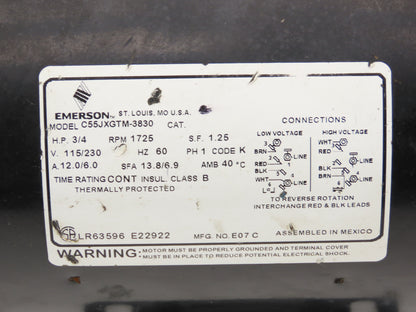 EMERSON ST. LOUIS, MO U.S.A.
MODEL C55JXGTM-3830 CAT.
H.P. 3/4 RPM 1725 S.F. 1.25
V. 115/230 HZ 60 PH 1 CODE K
A. 12.0/6.0 SFA 13.8/6.9 AMB 40 °C
TIME RATING CONT INSUL. CLASS B
THERMALLY PROTECTED
CONNECTIONS
LOW VOLTAGE HIGH VOLTAGE
WHT
WHT
RED
LINE
BRN
LINE
RED
BRN
BLK
BLK
LINE
LINE
TO REVERSE ROTATION
INTERCHANGE RED & BLK LEADS
LR63596 E22922 MFG. NO. E07 C ASSEMBLED IN MEXICO
WARNING: MOTOR MUST BE PROPERLY GROUNDED AND TERMINAL COVER
MUST BE IN PLACE TO REDUCE POTENTIAL ELECTRICAL SHOCK